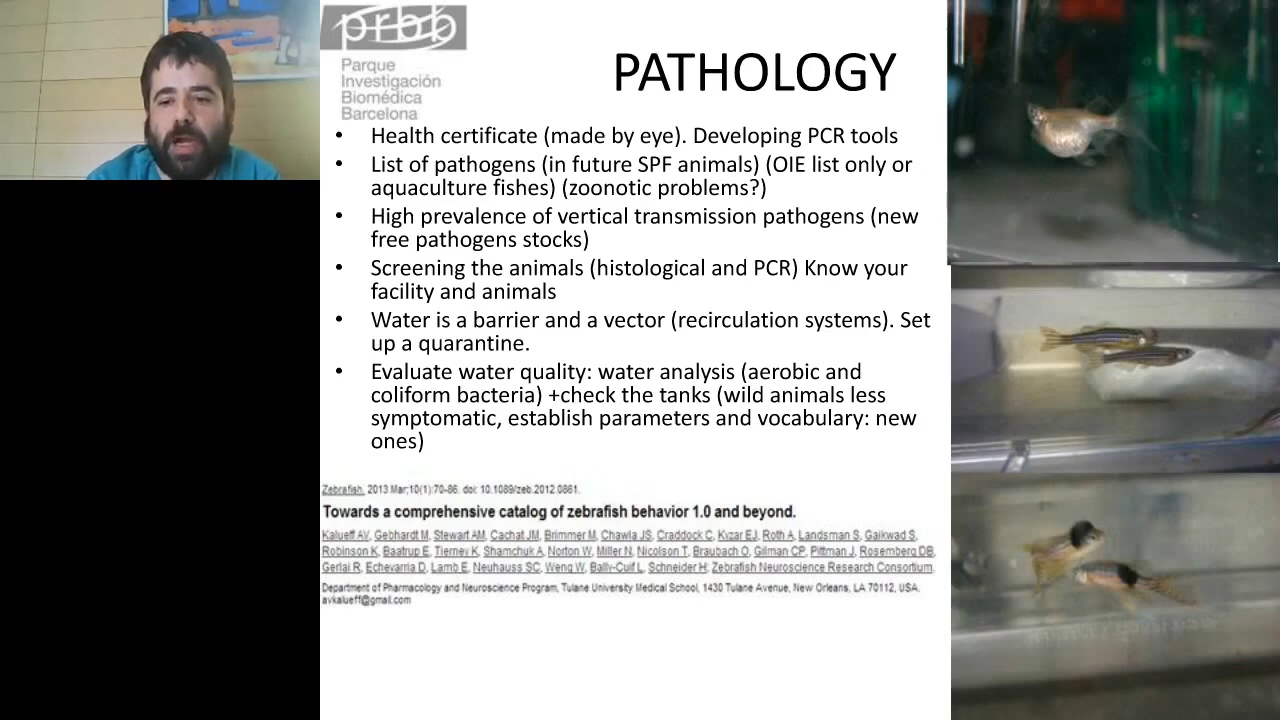 prbb
Parque
Investigación
Biomédica
Barcelona
PATHOLOGY
• Health certificate (made by eye). Developing PCR tools
• List of pathogens (in future SPF animals) (OIE list only or
aquaculture fishes) (zoonotic problems?)
• High prevalence of vertical transmission pathogens (new
free pathogens stocks)
• Screening the animals (histological and PCR) Know your
facility and animals
• Water is a barrier and a vector (recirculation systems). Set
up a quarantine.
• Evaluate water quality: water analysis (aerobic and
coliform bacteria) +check the tanks (wild animals less
symptomatic, establish parameters and vocabulary: new
ones)
Zebrafish. 2013 Mar;10(1):70-86. doi: 10.1089/zeb.2012.0861.
Towards a comprehensive catalog of zebrafish behavior 1.0 and beyond.
Kalueff AV, Gebhardt M, Stewart AM, Cachat JM, Brimmer M, Chawla JS, Craddock C, Kyzar EJ, Roth A, Landsman S, Gaikwad S,
Robinson K, Baatrup E, Tierney K, Shamchuk A, Norton W, Miller N, Nicolson T, Braubach O, Gilman CP, Pittman J, Rosemberg DB,
Gerlai R, Echevarria D, Lamb E, Neuhauss SC, Weng W, Bally-Cuif L, Schneider H; Zebrafish Neuroscience Research Consortium.
Department of Pharmacology and Neuroscience Program, Tulane University Medical School, 1430 Tulane Avenue, New Orleans, LA 70112, USA.
avkalueff@gmail.com